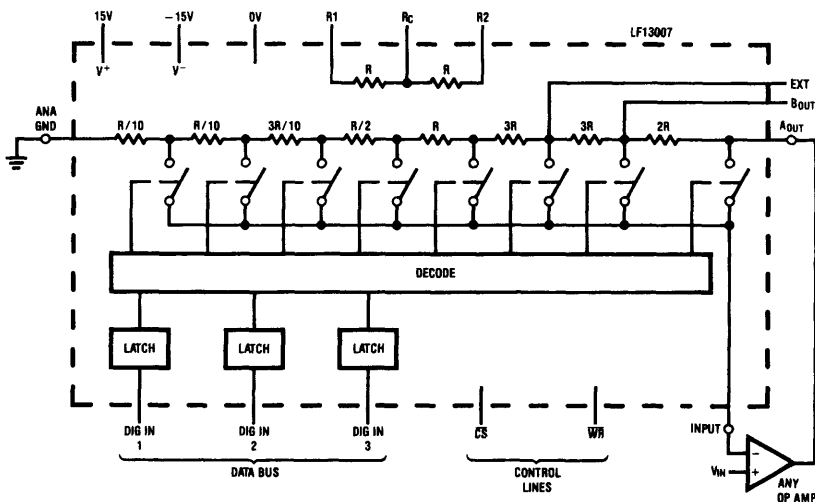 15V
-15V
0V
R1
RC
R2
LF13007
V+
V-
R
R
EXT
BOUT
ANA
GND
R/10
R/10
3R/10
R/2
R
3R
3R
2R
AOUT
DECODE
LATCH
LATCH
LATCH
INPUT
DIG IN
1
DIG IN
2
DIG IN
3
CS
WR
DATA BUS
CONTROL
LINES
VIN
-
+
ANY
OP AMP